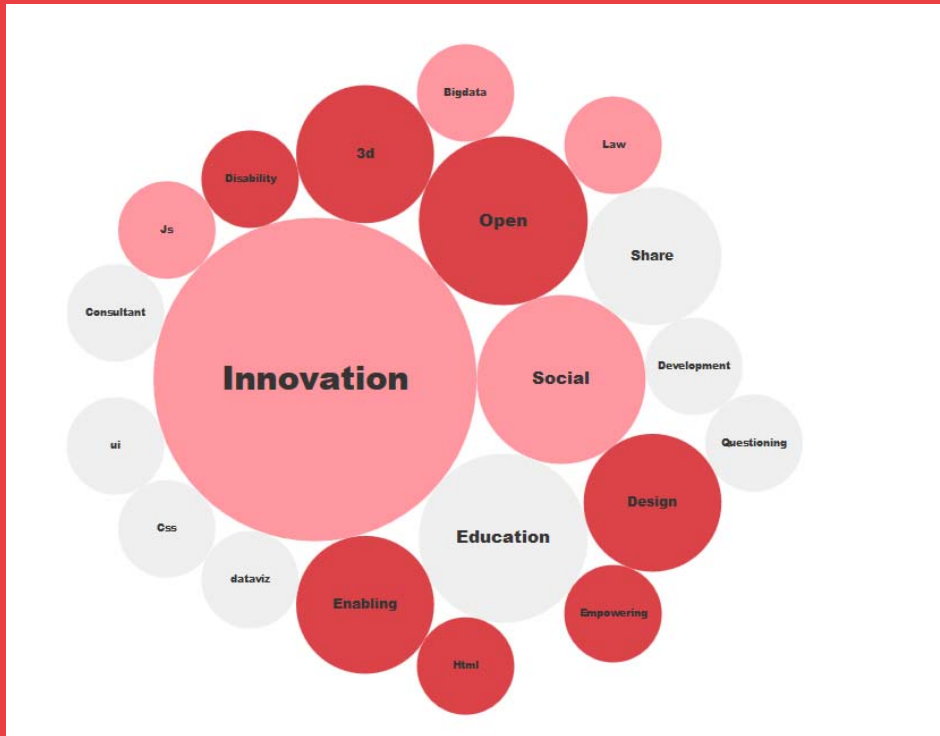 Bigdata
Law
3d
Disability
Open
Js
Share
Consultant
Development
Innovation
Social
Questioning
ui
Design
Css
Education
dataviz
Enabling
Empowering
Html